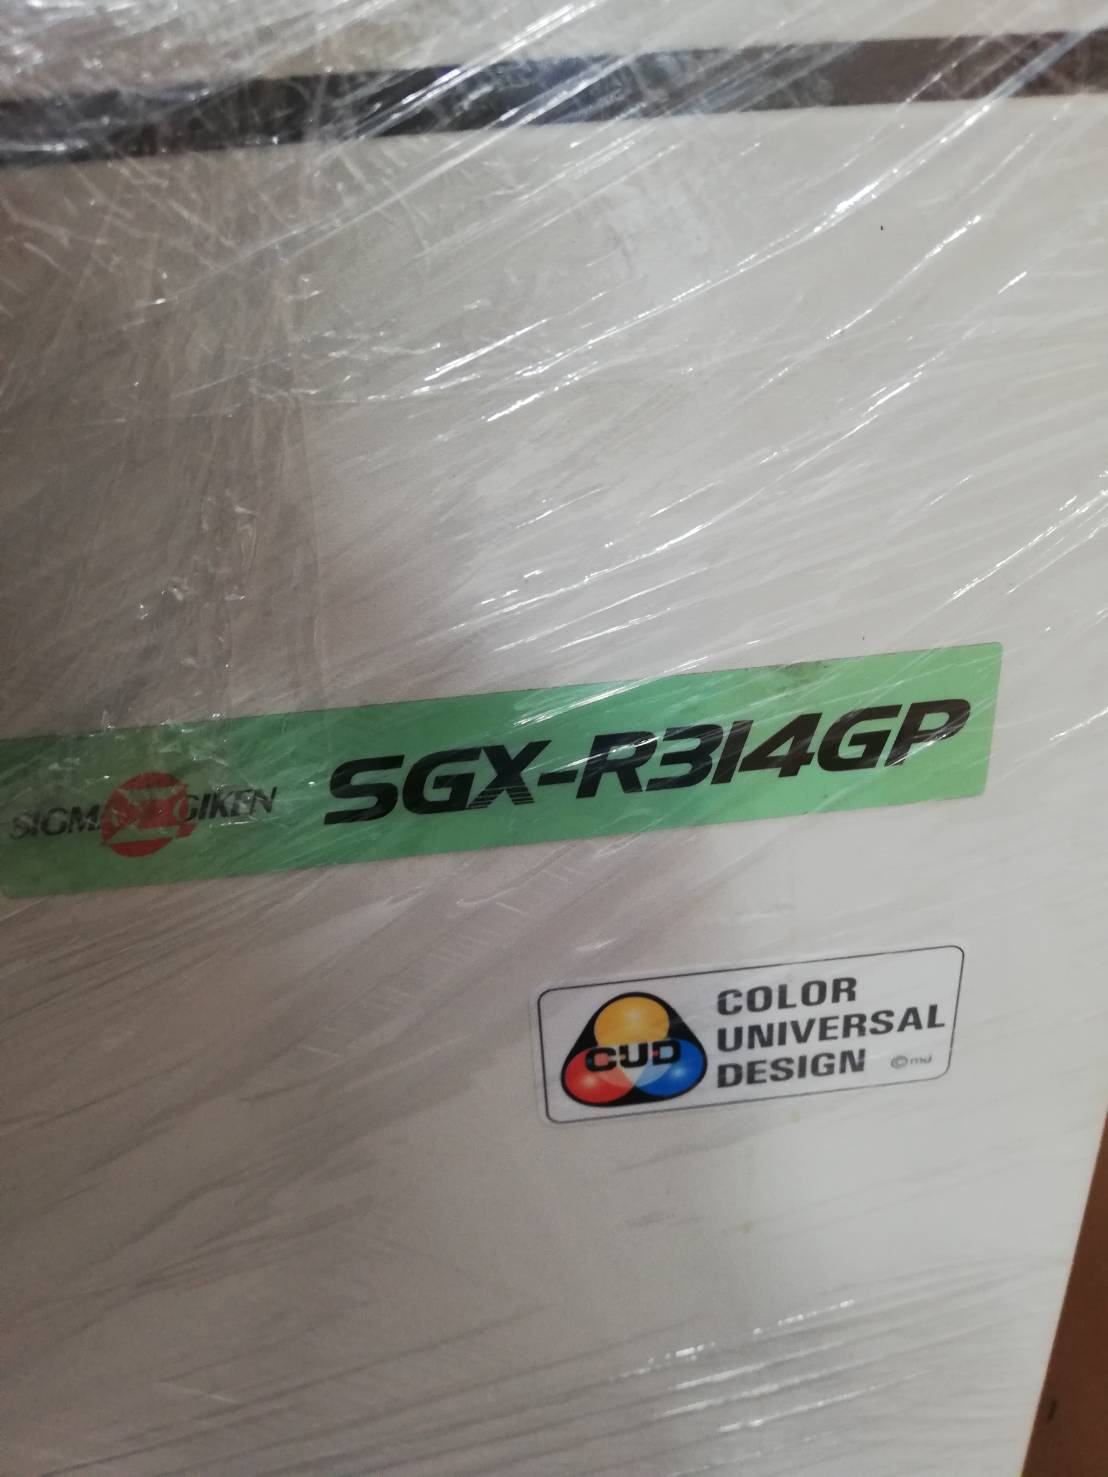 SIGMA GIKEN SGX-R314GP
CUD
COLOR
UNIVERSAL
DESIGN